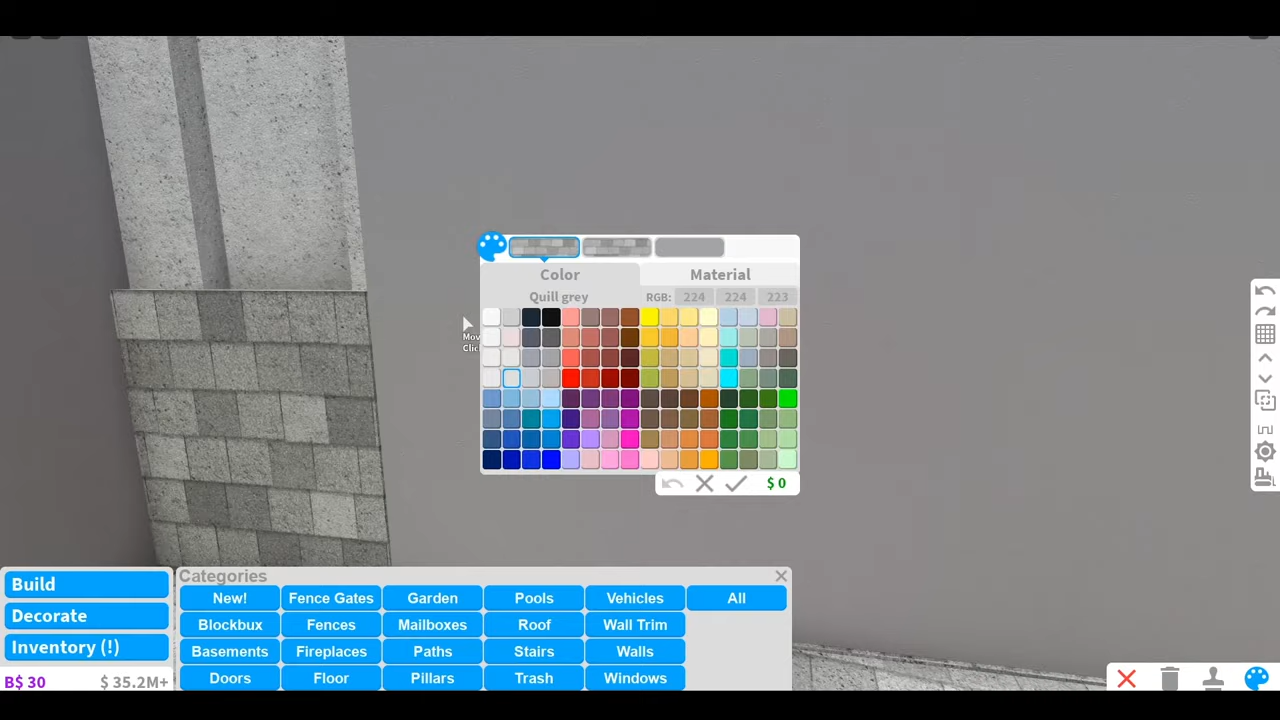 Color
Material
Quill grey
RGB: 224 224 223
Mov
Clic
$ 0
Categories
Build
Decorate
Inventory (!)
B$ 30
$ 35.2M+
New!
Fence Gates
Garden
Pools
Vehicles
All
Blockbux
Fences
Mailboxes
Roof
Wall Trim
Basements
Fireplaces
Paths
Stairs
Walls
Doors
Floor
Pillars
Trash
Windows